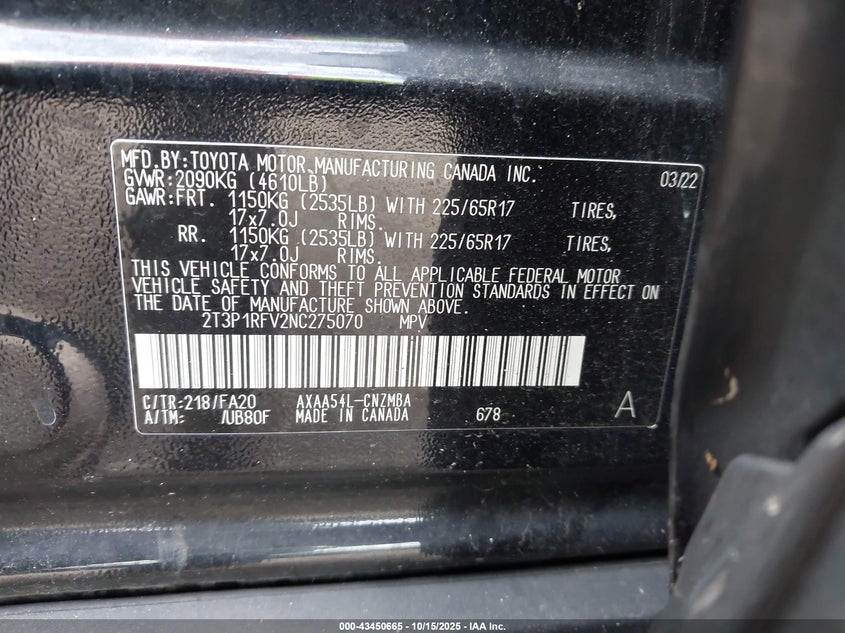 MFD.BY:TOYOTA MOTOR MANUFACTURING CANADA INC. 03/22
GVWR:2090KG (4610LB)
GAWR:FRT. 1150KG (2535LB) WITH 225/65R17 TIRES,
17x7.0J RIMS.
RR. 1150KG (2535LB) WITH 225/65R17 TIRES,
17x7.0J RIMS.
THIS VEHICLE CONFORMS TO ALL APPLICABLE FEDERAL MOTOR
VEHICLE SAFETY AND THEFT PREVENTION STANDARDS IN EFFECT ON
THE DATE OF MANUFACTURE SHOWN ABOVE.
2T3P1RFV2NC275070 MPV
C/TR:218/FA20 AXAA54L-CNZMBA
A/TM: /UB80F MADE IN CANADA 678 A
000-43450665 - 10/15/2025 - IAA Inc.